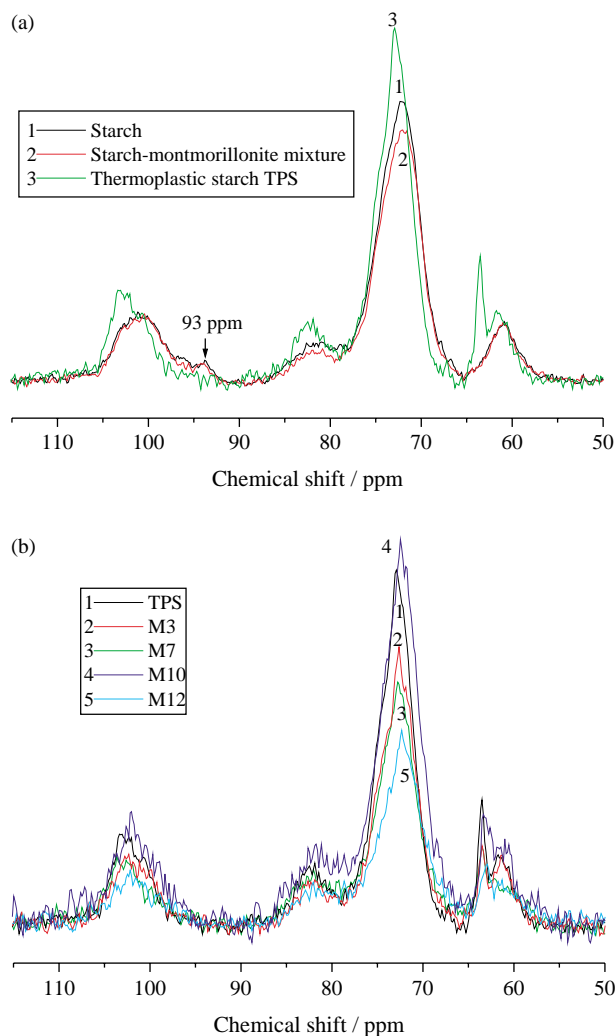 (a)
3
1
2
1 Starch
2 Starch-montmorillonite mixture
3 Thermoplastic starch TPS
93 ppm
110 100 90 80 70 60 50
Chemical shift / ppm
(b)
4
1
2
3
5
1 TPS
2 M3
3 M7
4 M10
5 M12
110 100 90 80 70 60 50
Chemical shift / ppm